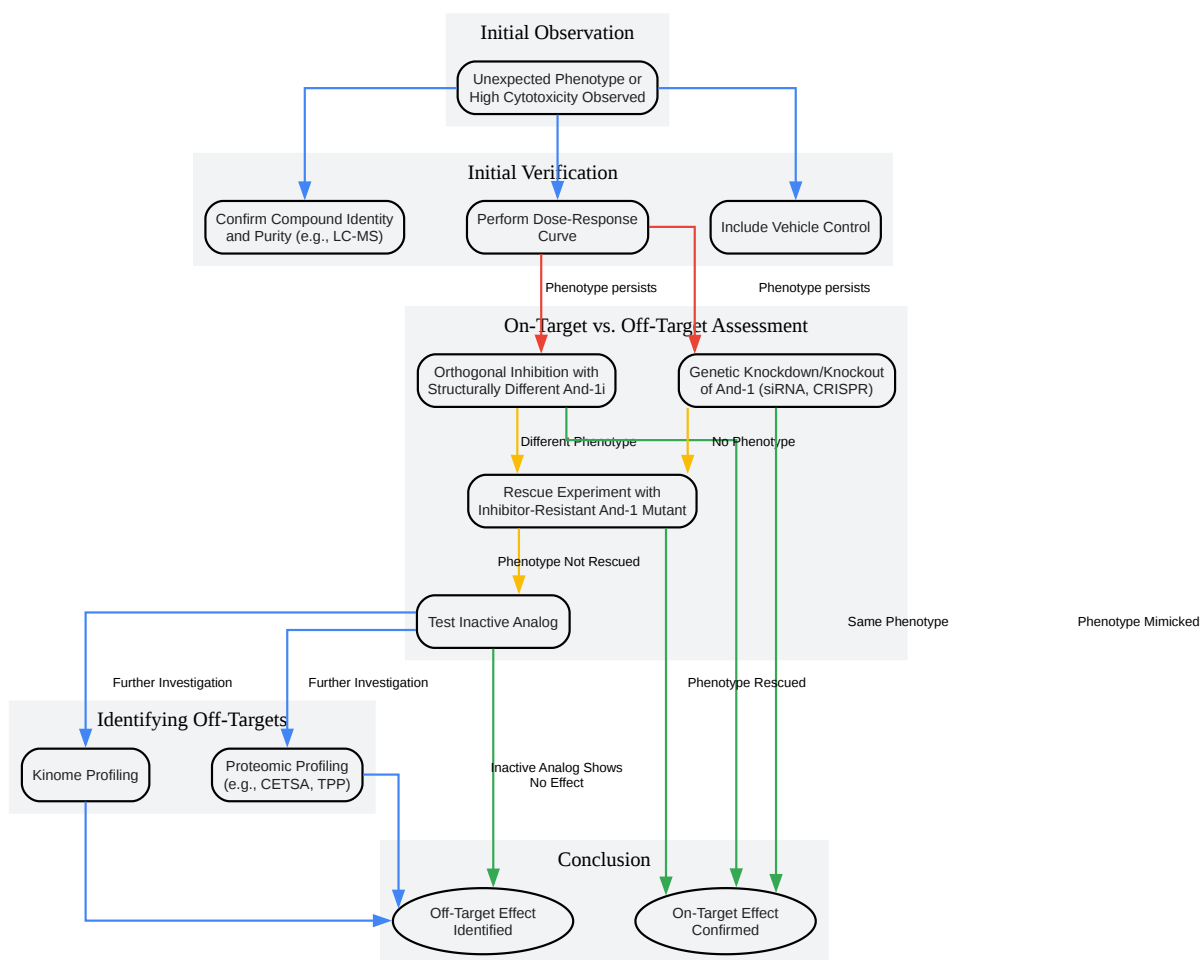 Initial Observation
Unexpected Phenotype or
High Cytotoxicity Observed
Initial Verification
Confirm Compound Identity
and Purity (e.g., LC-MS)
Perform Dose-Response
Curve
Include Vehicle Control
Phenotype persists
Phenotype persists
On-Target vs. Off-Target Assessment
Orthogonal Inhibition with
Structurally Different And-1i
Genetic Knockdown/Knockout
of And-1 (siRNA, CRISPR)
Different Phenotype
No Phenotype
Rescue Experiment with
Inhibitor-Resistant And-1 Mutant
Phenotype Not Rescued
Test Inactive Analog
Same Phenotype
Phenotype Mimicked
Further Investigation
Further Investigation
Phenotype Rescued
Identifying Off-Targets
Kinome Profiling
Proteomic Profiling
(e.g., CETSA, TPP)
Inactive Analog Shows
No Effect
Conclusion
Off-Target Effect
Identified
On-Target Effect
Confirmed